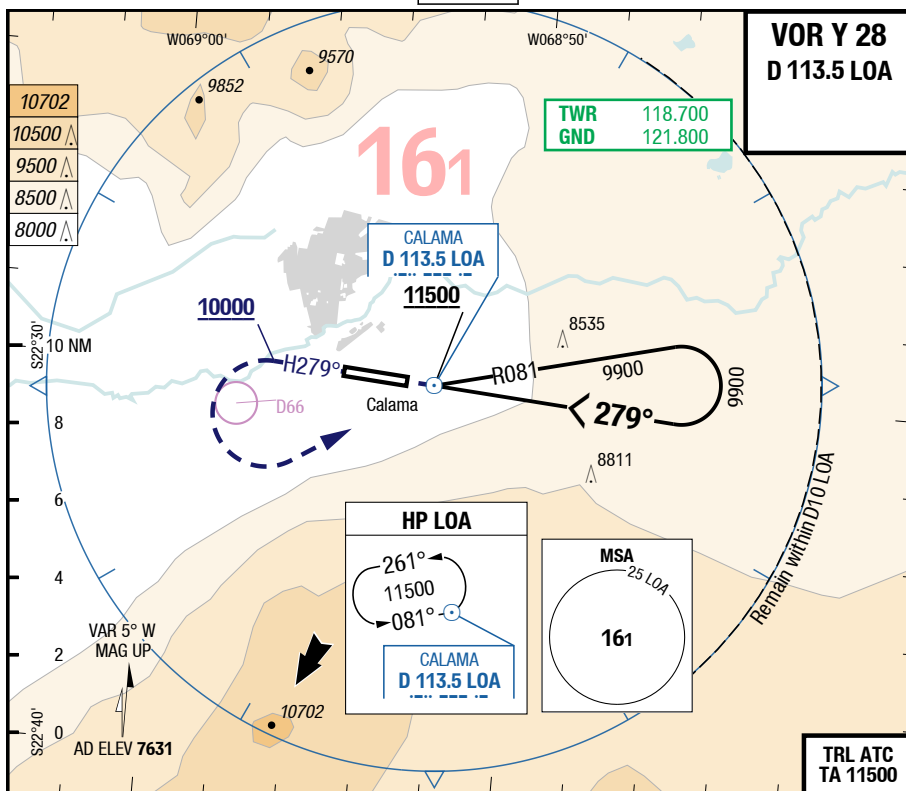 W069°00'
W068°50'
VOR Y 28
D 113.5 LOA
9570
9852
10702
10500
9500
8500
8000
TWR 118.700
GND 121.800
161
CALAMA
D 113.5 LOA
11500
10000
S22°30'
10 NM
8535
H279°
R081
9900
9900
D66
Calama
279°
8
8811
6
Remain within D10 LOA
HP LOA
MSA
25 LOA
261°
11500
081°
161
4
VAR 5° W
MAG UP
2
CALAMA
D 113.5 LOA
10702
S22°40'
0
AD ELEV 7631
TRL ATC
TA 11500